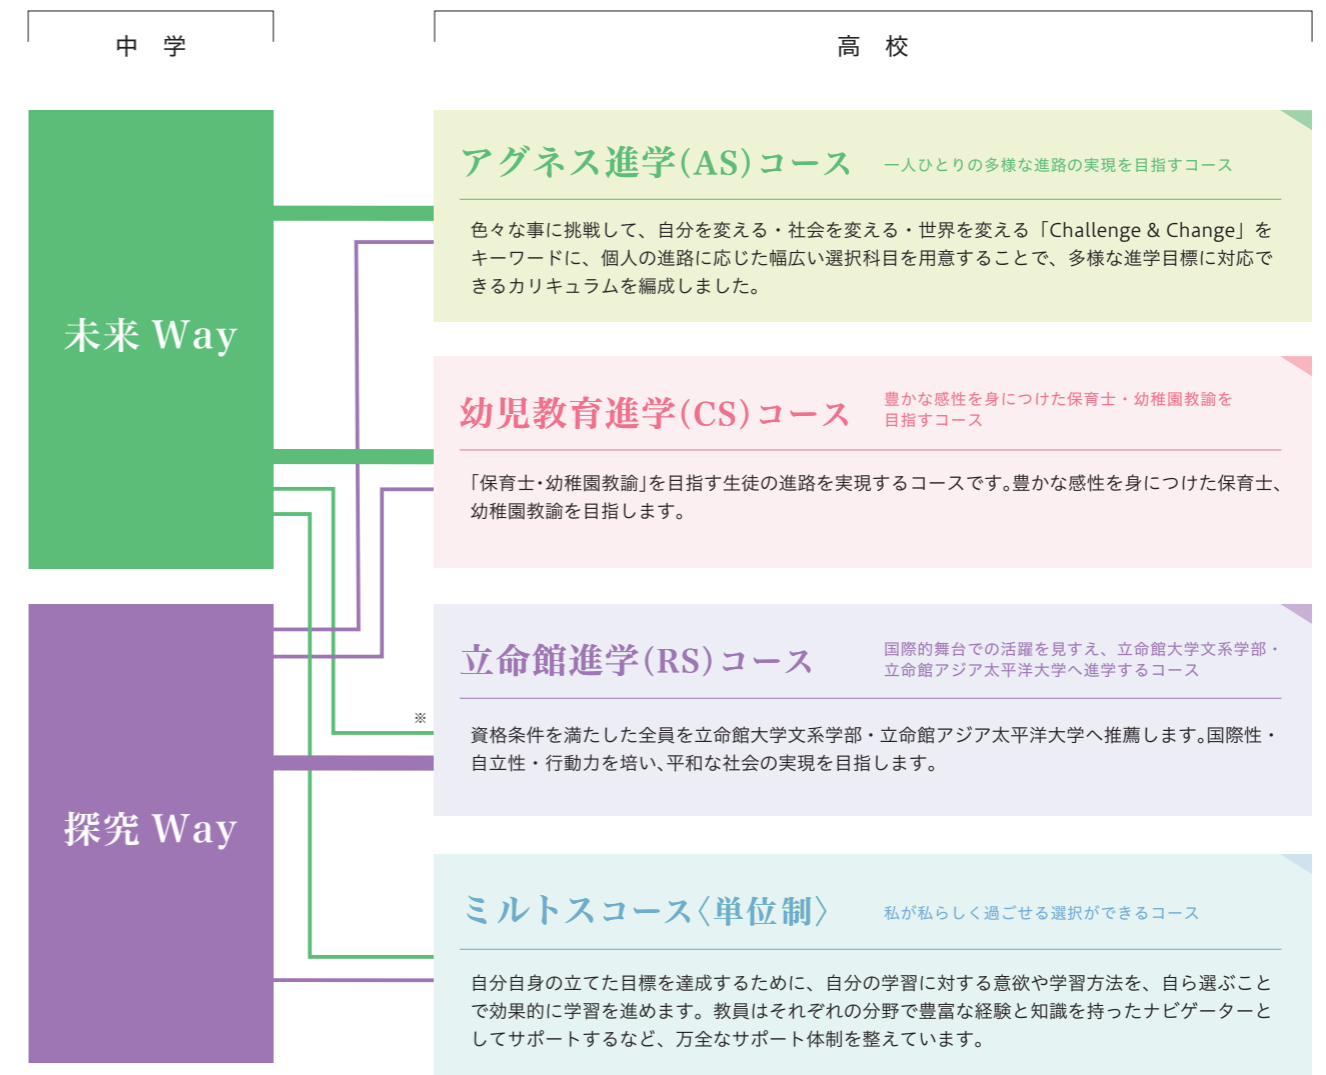 中 学
高 校
未来 Way
アグネス進学(AS)コース
一人ひとりの多様な進路の実現を目指すコース
色々な事に挑戦して、自分を変える・社会を変える・世界を変える「Challenge & Change」を
キーワードに、個人の進路に応じた幅広い選択科目を用意することで、多様な進学目標に対応で
きるカリキュラムを編成しました。
幼児教育進学(CS)コース
豊かな感性を身につけた保育士・幼稚園教諭を
目指すコース
「保育士・幼稚園教諭」を目指す生徒の進路を実現するコースです。豊かな感性を身につけた保育士、
幼稚園教諭を目指します。
探究 Way
立命館進学(RS)コース
国際的舞台での活躍を見すえ、立命館大学文系学部・
立命館アジア太平洋大学へ進学するコース
※
資格条件を満たした全員を立命館大学文系学部・立命館アジア太平洋大学へ推薦します。国際性・
自立性・行動力を培い、平和な社会の実現を目指します。
ミルトスコース〈単位制〉
私が私らしく過ごせる選択ができるコース
自分自身の立てた目標を達成するために、自分の学習に対する意欲や学習方法を、自ら選ぶこと
で効果的に学習を進めます。教員はそれぞれの分野で豊富な経験と知識を持ったナビゲーターと
してサポートするなど、万全なサポート体制を整えています。